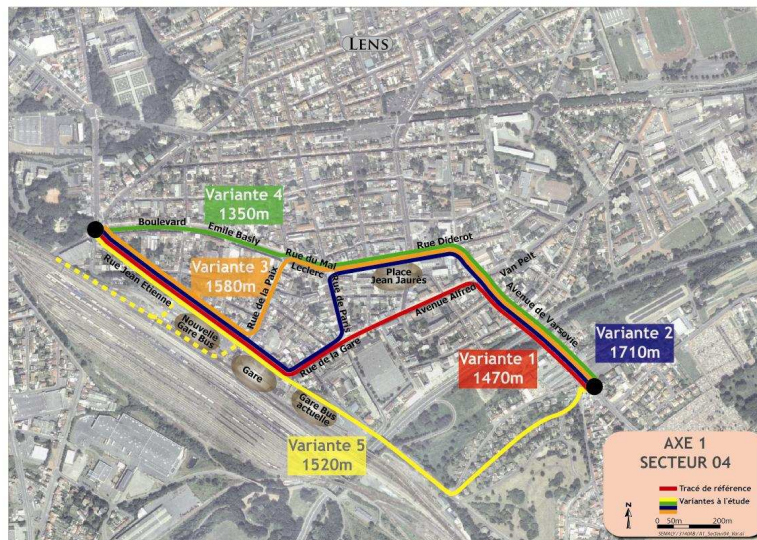 LENS
Variante 4
1350m
Boulevard
Emile Basly
Rue du Mal
Leclerc
Rue Diderot
Variante 3
1580m
Rue de la Paix
Rue Jean Etienne
Rue de Paris
Place
Jean Jaurès
Van Pelt
Avenue Alfred
Avenue de Varsovie
Nouvelle
Gare Bus
Rue de la Gare
Gare
Gare Bus
actuelle
Variante 1
1470m
Variante 2
1710m
Variante 5
1520m
AXE 1
SECTEUR 04
Tracé de référence
Variantes à l'étude
N
0 50m 200m